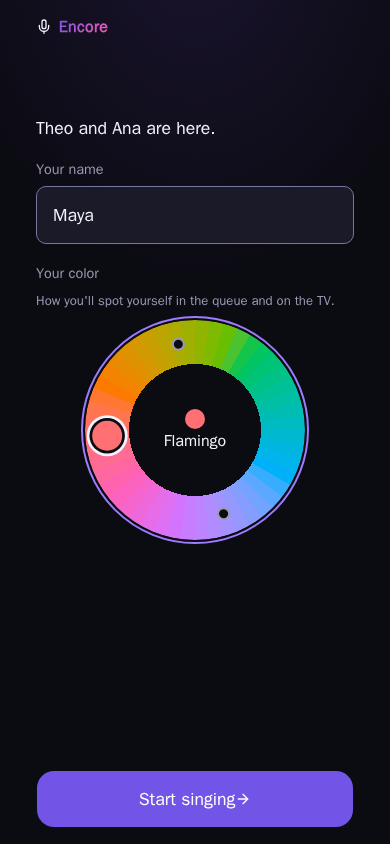 Encore
Theo and Ana are here.
Your name
Maya
Your color
How you'll spot yourself in the queue and on the TV.
Flamingo
Start singing→